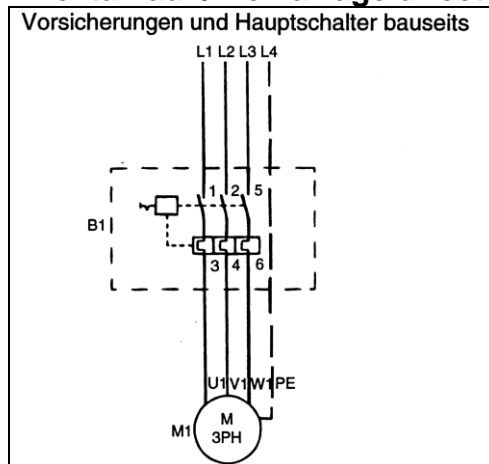 Vorsicherungen und Hauptschalter bauseits
L1 L2 L3 L4
1 2 5
B1
3 4 6
U1 V1 W1 PE
M1
M
3PH